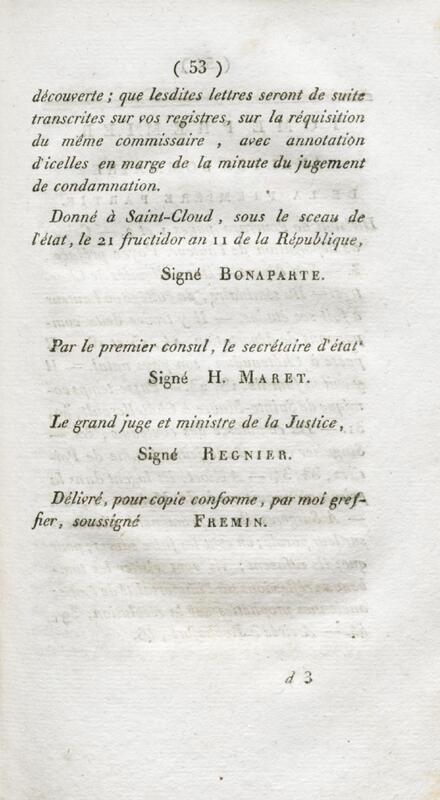 ( 53 )
découverte ; que lesdites lettres seront de suite
transcrites sur vos registres, sur la réquisition
du même commissaire , avec annotation
d'icelles en marge de la minute du jugement
de condamnation.
Donné à Saint-Cloud , sous le sceau de
l'état, le 21 fructidor an 11 de la République,
Signé BONAPARTE.
Par le premier consul, le secrétaire d'état
Signé H. MARET.
Le grand juge et ministre de la Justice,
Signé REGNIER.
Délivré, pour copie conforme, par moi gref-
fier, soussigné FREMIN.
d 3